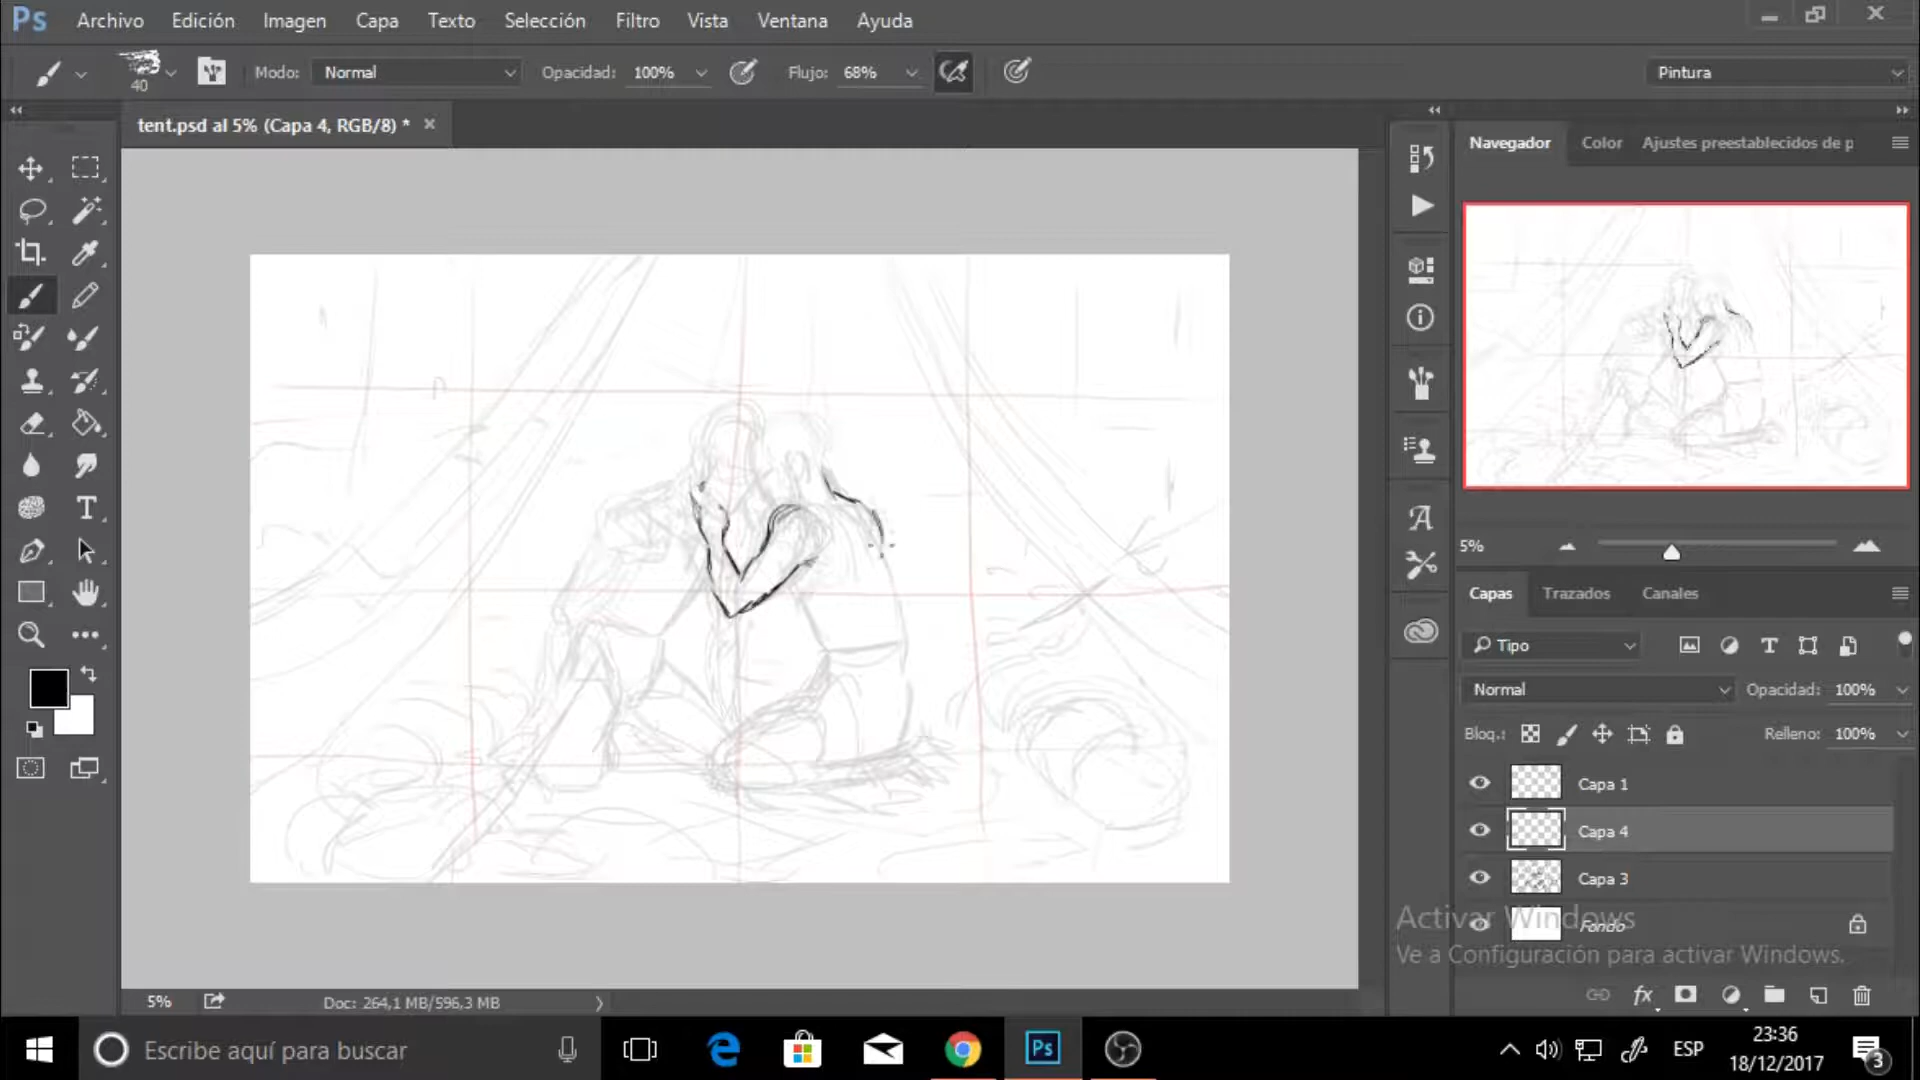 Ps Archivo Edición Imagen Capa Texto Selección Filtro Vista Ventana Ayuda
40 Modo: Normal Opacidad: 100% Flujo: 68% Pintura
tent.psd al 5% (Capa 4, RGB/8) * ×
Navegador Color Ajustes preestablecidos de p
5%
Capas Trazados Canales
Tipo
Normal Opacidad: 100%
Bloq.: Relleno: 100%
Capa 1
Capa 4
Capa 3
Fondo
Activar Windows
Ve a Configuración para activar Windows.
fx
5% Doc: 264,1 MB/596,3 MB
Escribe aquí para buscar
Ps
ESP
23:36
18/12/2017
3